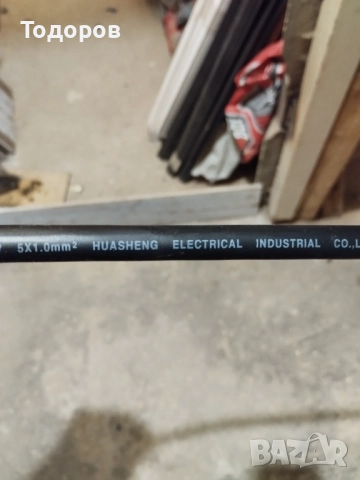 Тодоров
5X1.0mm² HUASHENG ELECTRICAL INDUSTRIAL CO.,L
BAZAR